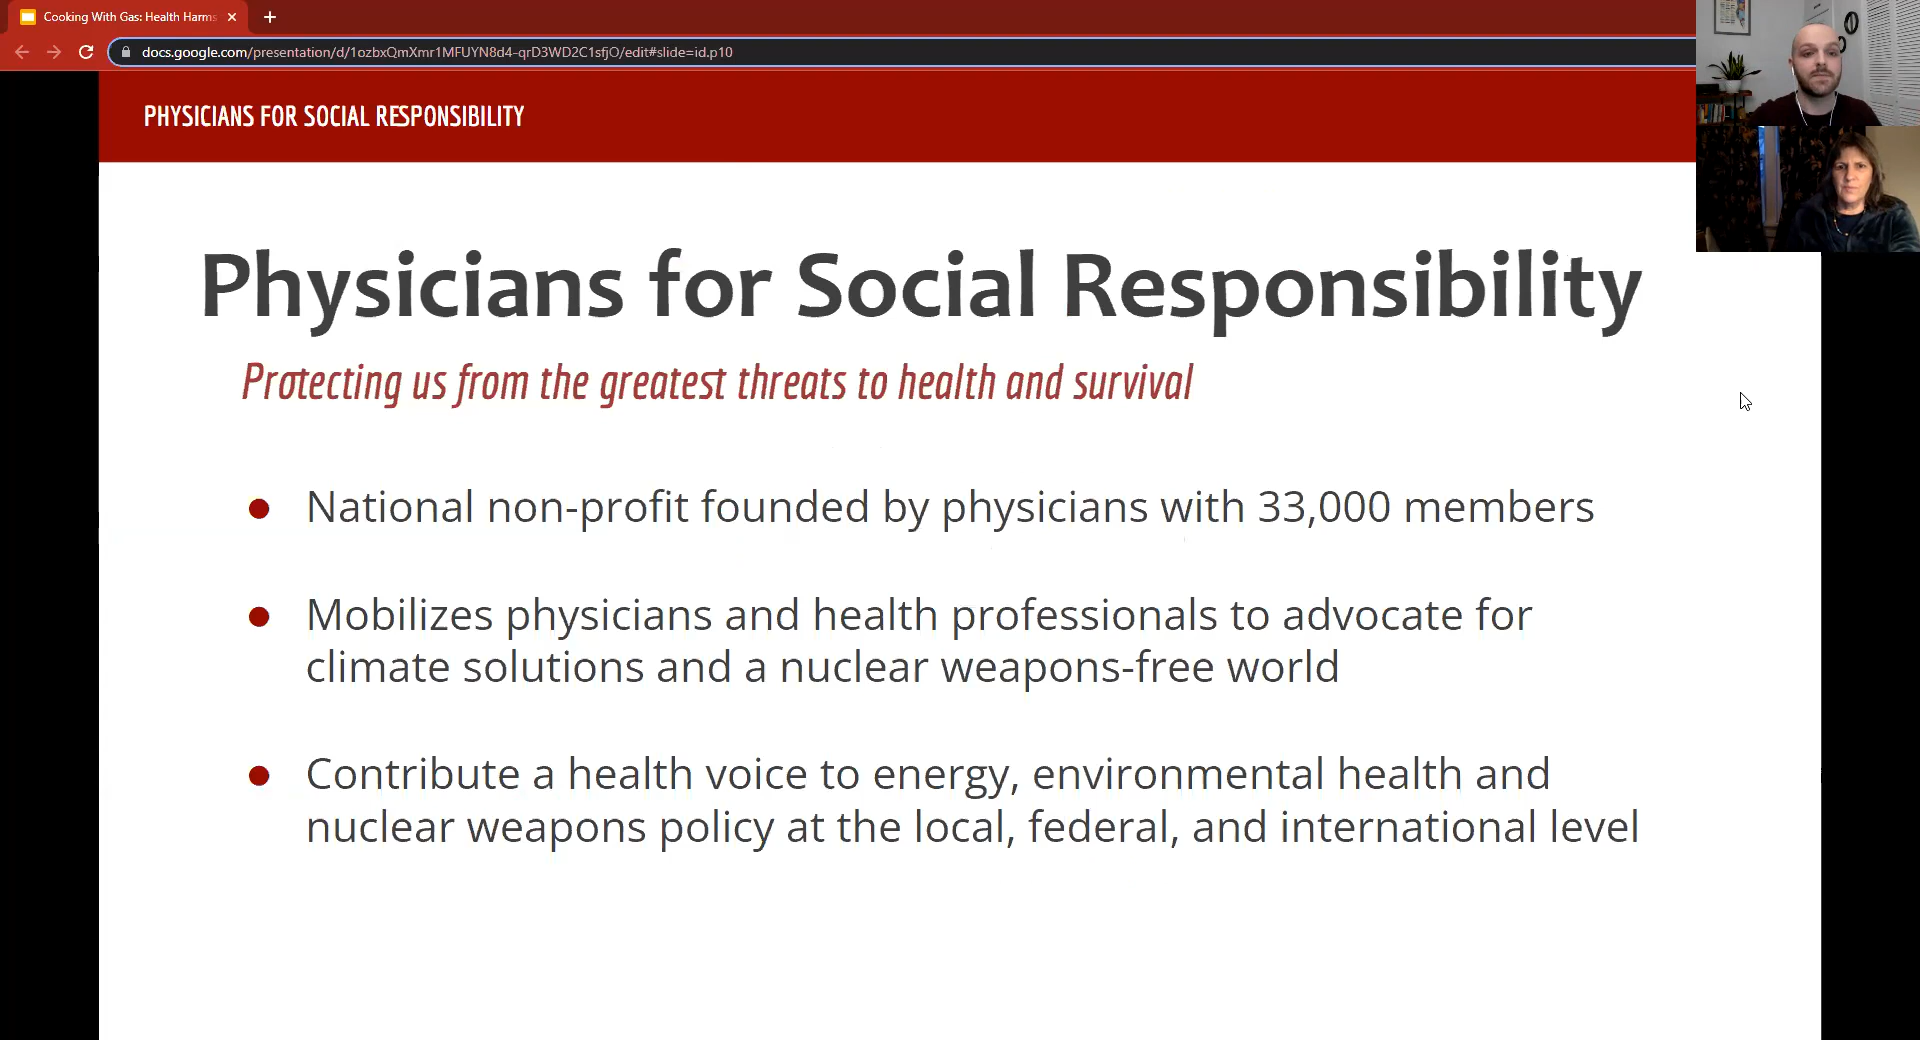 Cooking With Gas: Health Harms
docs.google.com/presentation/d/1ozbxQmXmr1MFUYN8d4-qrD3WD2C1sfjO/edit#slide=id.p10
PHYSICIANS FOR SOCIAL RESPONSIBILITY
Physicians for Social Responsibility
Protecting us from the greatest threats to health and survival
● National non-profit founded by physicians with 33,000 members
● Mobilizes physicians and health professionals to advocate for
climate solutions and a nuclear weapons-free world
● Contribute a health voice to energy, environmental health and
nuclear weapons policy at the local, federal, and international level